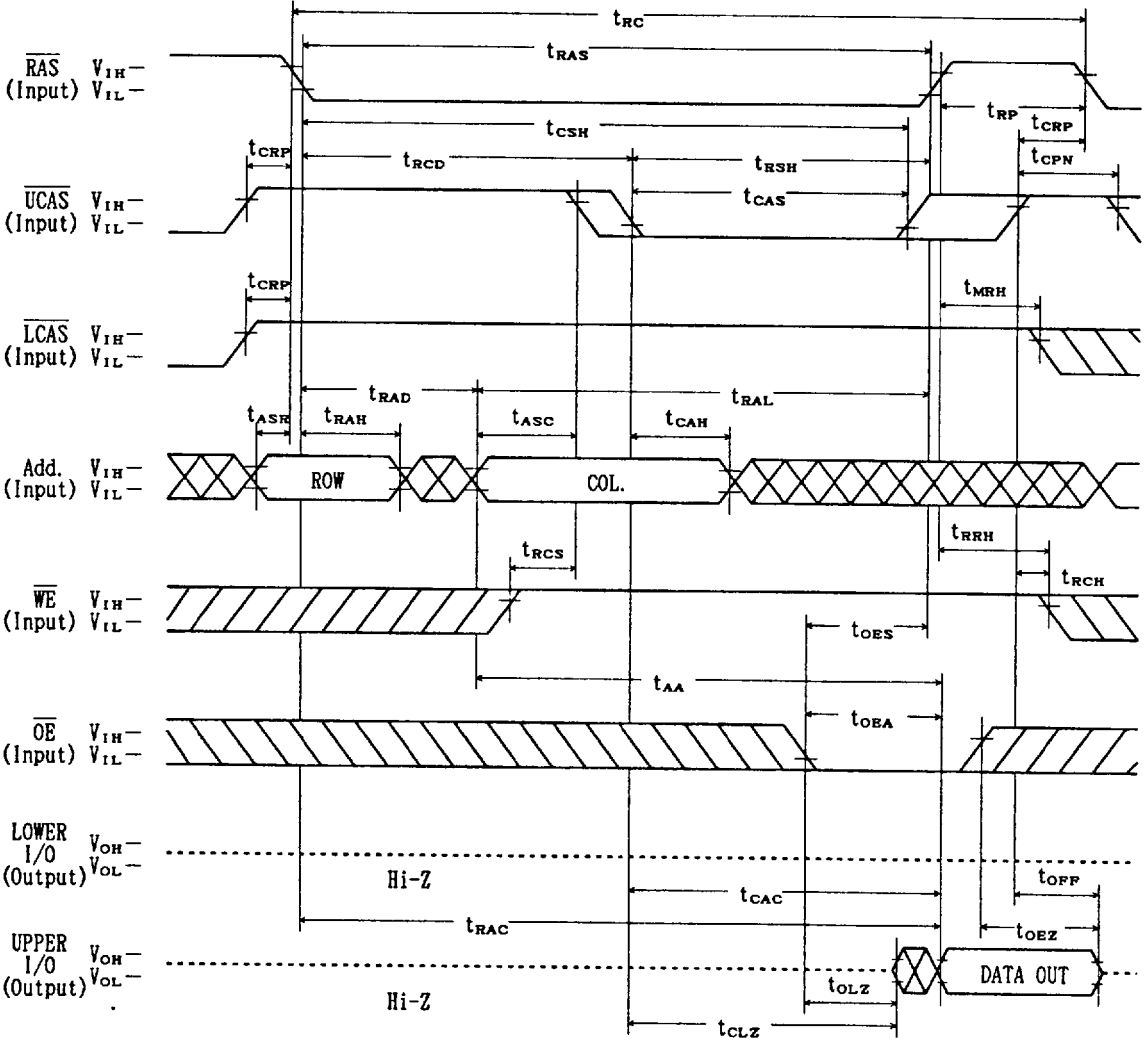 tRC
tRAS
RAS VIH—
(Input) VIL—
tRP
tCSH
tCRP
tCRP
tRCD
tRSH
tCPN
UCAS VIH—
(Input) VIL—
tCAS
tCRP
tMRH
LCAS VIH—
(Input) VIL—
tRAD
tRAL
tASR
tRAH
tASC
tCAH
Add. VIH—
(Input) VIL—
ROW
COL.
tRRH
tRCS
tRCH
WE VIH—
(Input) VIL—
tOES
tAA
tOEA
OE VIH—
(Input) VIL—
LOWER
I/O
(Output)
VOH—
VOL—
Hi-Z
tOFF
tCAC
tRAC
tOEZ
UPPER
I/O
(Output)
VOH—
VOL—
DATA OUT
Hi-Z
tOLZ
tCLZ